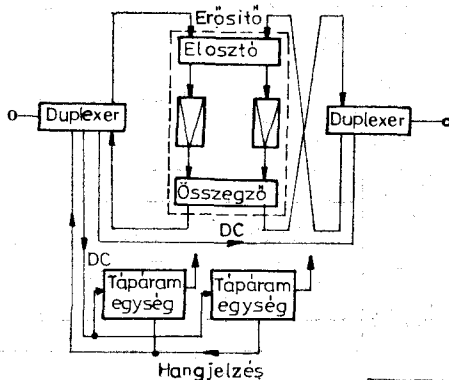 Erősítő
Elosztó
Duplexer
Duplexer
Összegző
DC
DC
Tápáram
egység
Tápáram
egység
Hangjelzés